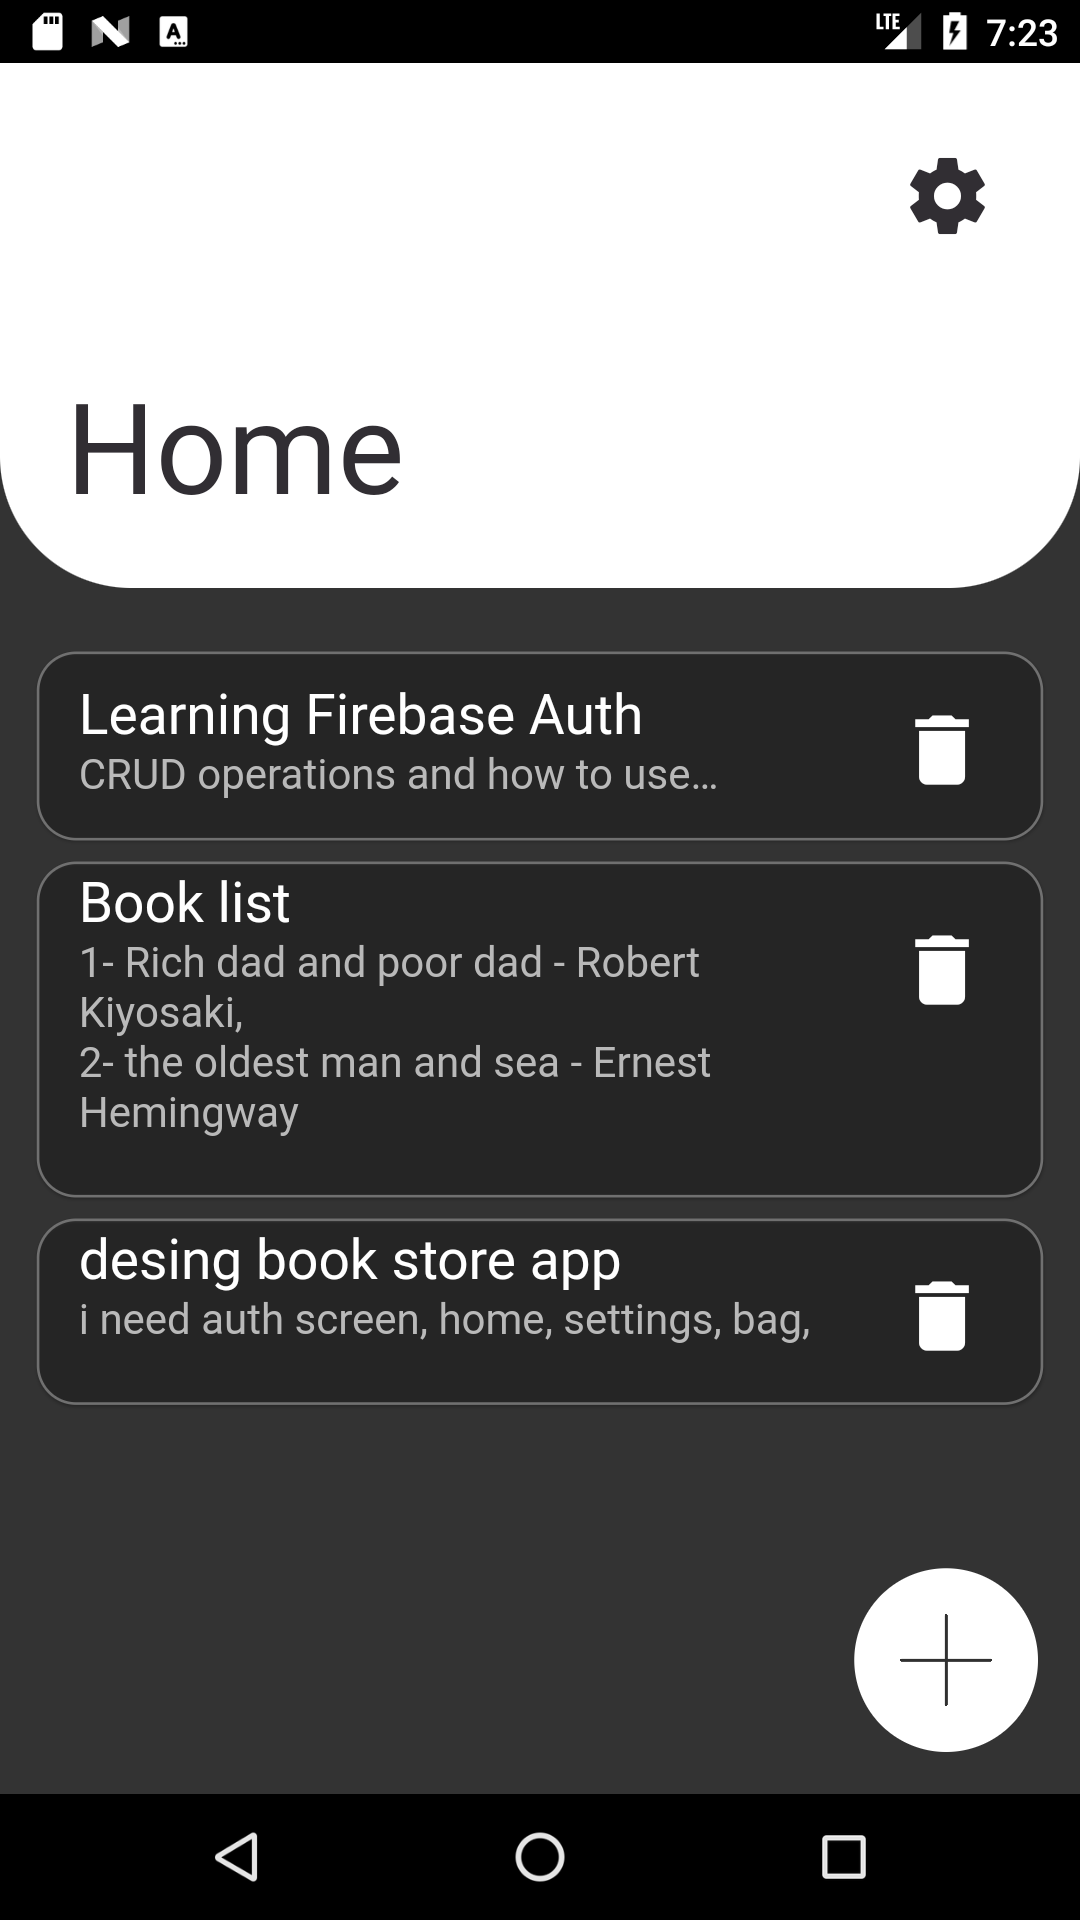 LTE 7:23
Home
Learning Firebase Auth
CRUD operations and how to use…
Book list
1- Rich dad and poor dad - Robert
Kiyosaki,
2- the oldest man and sea - Ernest
Hemingway
desing book store app
i need auth screen, home, settings, bag,